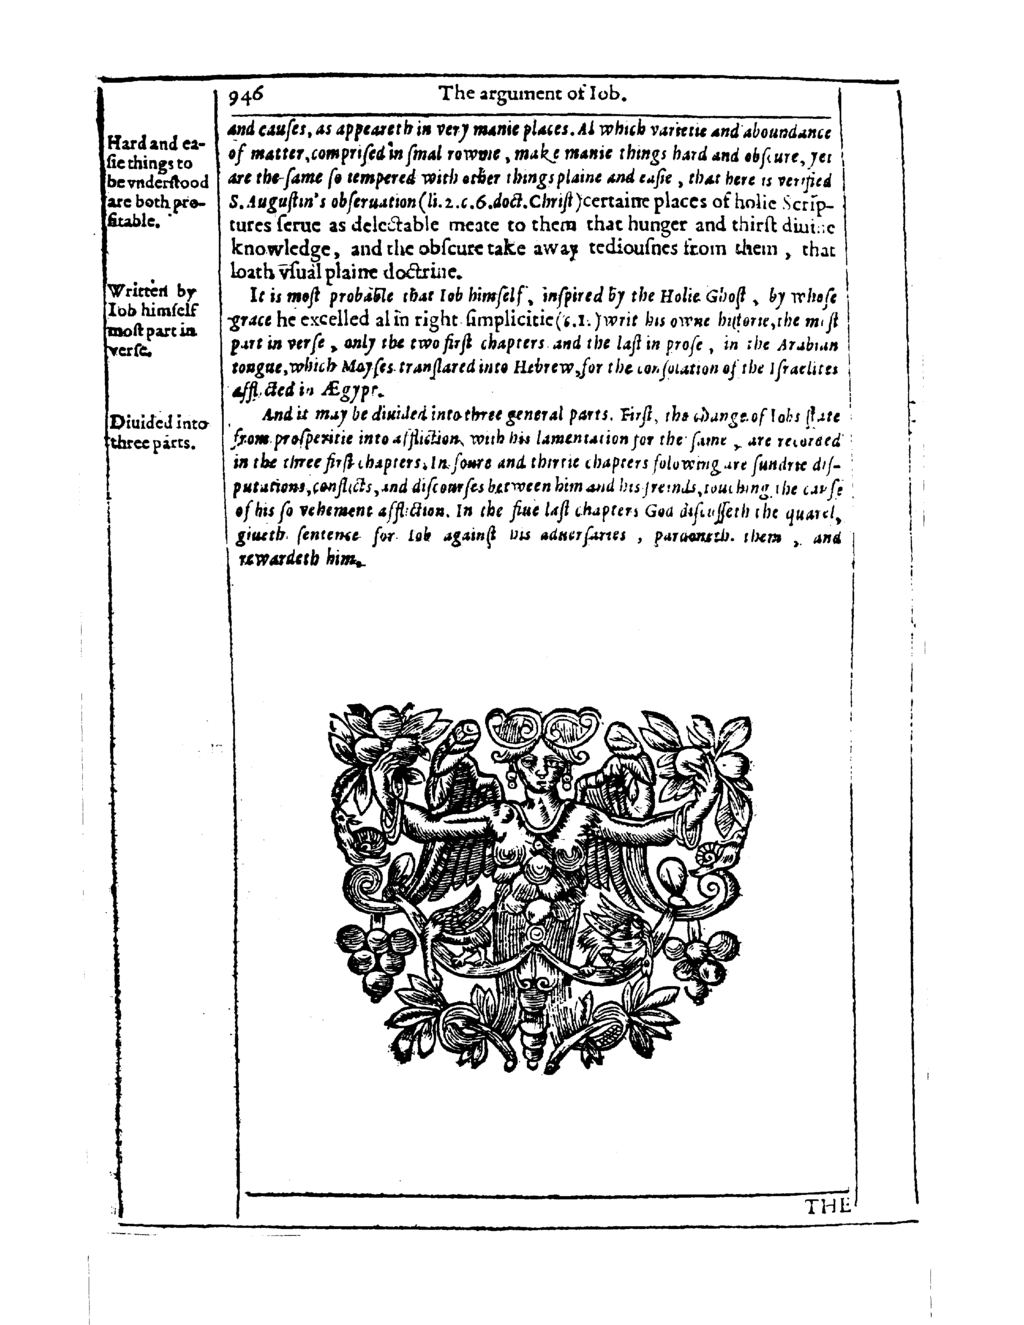 946 The argument of Iob.
and cauſes, as appeareth in very manie places. Al which varietie and aboundance
of matter, compriſed in ſmal rowme, make manie things hard and obſcure, yet
are the ſame ſo tempered with other things plaine and eaſie, that here is verified
S. Auguſtin's obſeruation (li. 2. c. 6. doct. Chriſt) certaine places of holie Scrip-
tures ſerue as delectable meate to them that hunger and thirſt diuine
knowledge, and the obſcure take away tediouſnes from them, that
loath vſual plaine doctrine.
Hard and ea-
ſie things to
be vnderſtood
are both pro-
fitable.
It is moſt probable that Iob himſelf, inſpired by the Holie Ghoſt, by whoſe
grace he excelled al in right ſimplicitie (c. 1.) writ his owne hiſtorie, the moſt
part in verſe, only the two firſt chapters and the laſt in proſe, in the Arabian
tongue, which Moyſes tranſlated into Hebrew, for the conſolation of the Iſraelites
afflicted in Ægypt.
Written by
Iob himſelf
moſt part in
verſe.
And it may be diuided into three general parts. Firſt, the change of Iobs ſtate
from proſperitie into affliction, with his lamentation for the ſame, are recorded
in the three firſt chapters. In foure and thirtie chapters folowing are ſundrie diſ-
putations, conflicts, and diſcourſes between him and his freinds, touching the cauſe
of his ſo vehement affliction. In the fiue laſt chapters God diſcuſſeth the quarel,
giueth ſentence for Iob againſt his aduerſaries, pardoneth them, and
rewardeth him.
Diuided into
three parts.
THE